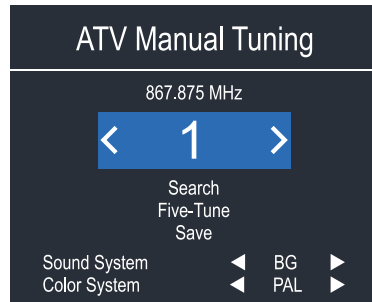 ATV Manual Tuning
867.875 MHz
1
Search
Five-Tune
Save
Sound System BG
Color System PAL